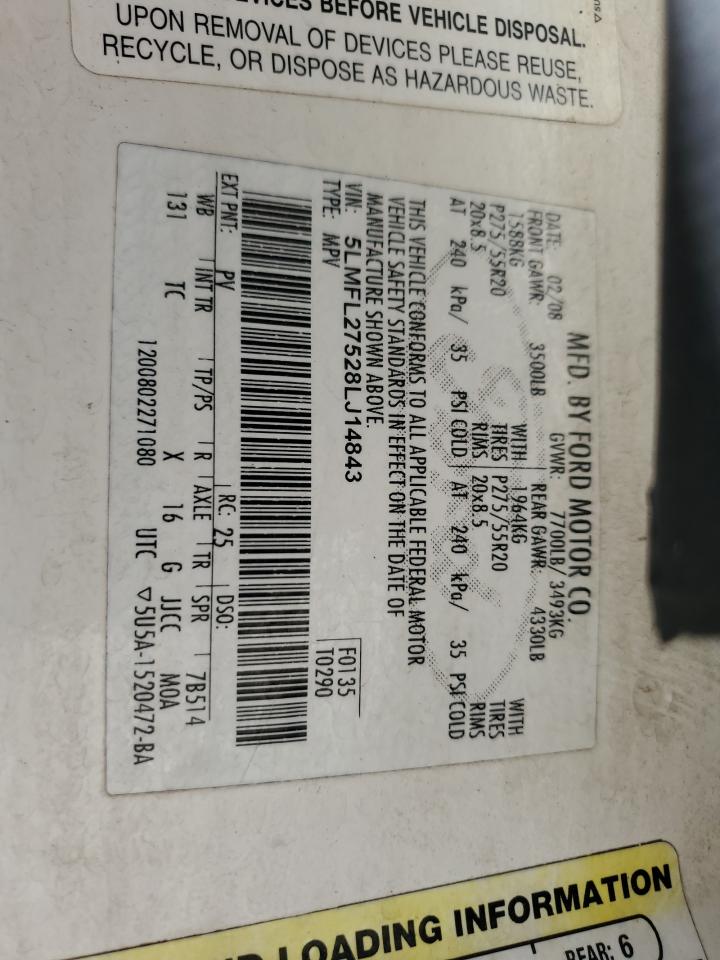 DEVICES BEFORE VEHICLE DISPOSAL.
UPON REMOVAL OF DEVICES PLEASE REUSE,
RECYCLE, OR DISPOSE AS HAZARDOUS WASTE.
MFD. BY FORD MOTOR CO.
DATE: 02/08 GVWR: 7700LB/ 3493KG
FRONT GAWR: 3500LB REAR GAWR: 4330LB
1588KG WITH 1964KG WITH
P275/55R20 TIRES P275/55R20 TIRES
20x8.5 RIMS 20x8.5 RIMS
AT 240 kPa/ 35 PSI COLD AT 240 kPa/ 35 PSI COLD
THIS VEHICLE CONFORMS TO ALL APPLICABLE FEDERAL MOTOR
VEHICLE SAFETY STANDARDS IN EFFECT ON THE DATE OF
MANUFACTURE SHOWN ABOVE.
VIN: 5LMFL27528LJ14843 F0135
TYPE: MPV T0290
EXT PNT: PV RC: 25 DSO:
WB INT TR TP/PS R AXLE TR SPR 7B514
131 TC X 16 G JJCC MOA
1200802271080 UTC ▽5U5A-1520472-BA
LOADING INFORMATION
REAR: 6